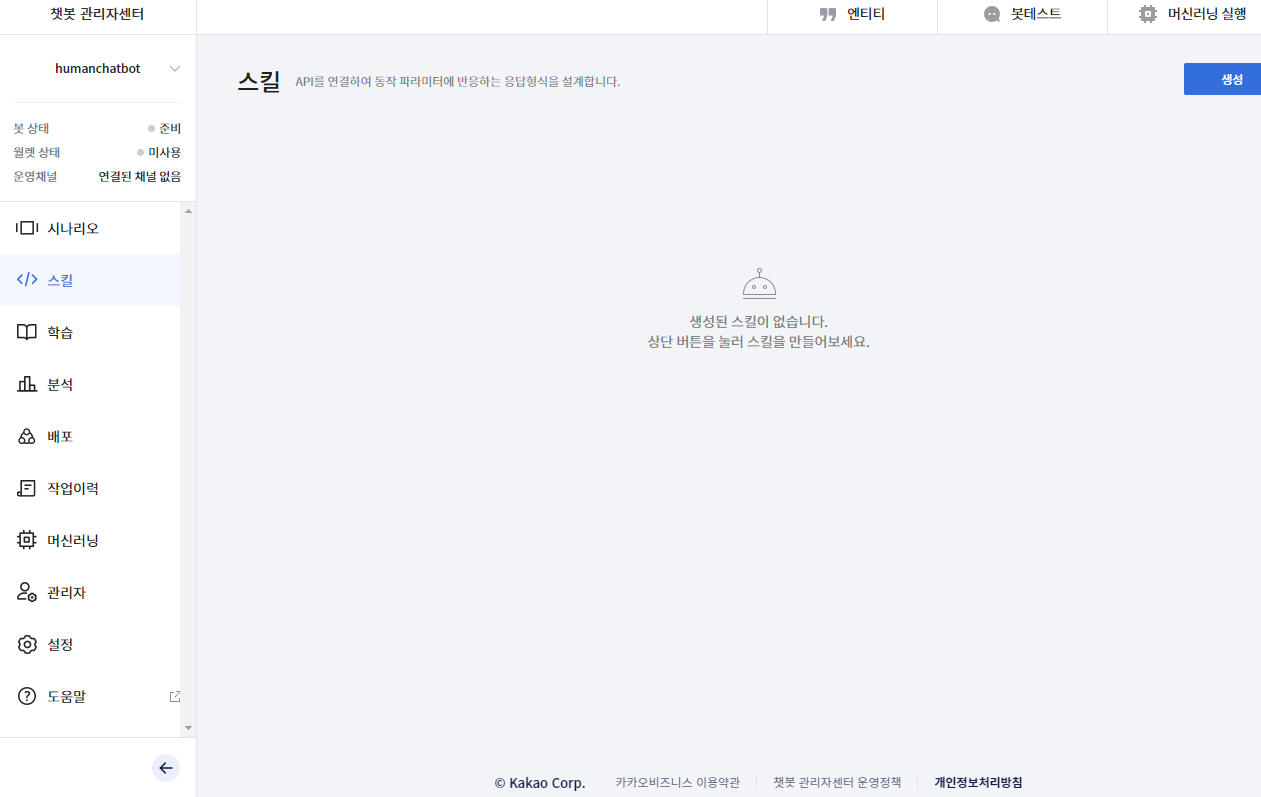 챗봇 관리자센터
엔티티
봇테스트
머신러닝 실행
humanchatbot
봇 상태 준비
월렛 상태 미사용
운영채널 연결된 채널 없음
시나리오
스킬
학습
분석
배포
작업이력
머신러닝
관리자
설정
도움말
스킬 API를 연결하여 동작 파라미터에 반응하는 응답형식을 설계합니다.
생성
생성된 스킬이 없습니다.
상단 버튼을 눌러 스킬을 만들어보세요.
© Kakao Corp. 카카오비즈니스 이용약관 챗봇 관리자센터 운영정책 개인정보처리방침